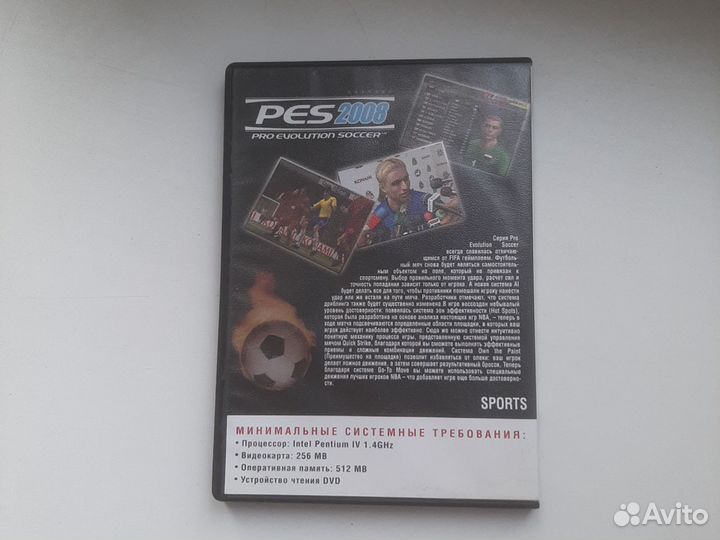 PES 2008
PRO EVOLUTION SOCCER
KONAMI
Серия Pro
Evolution Soccer
всегда славилась отличаю-
щимся от FIFA геймплеем. Футболь-
ный мяч снова будет являться самостоятель-
ным объектом на поле, который не привязан к
спортсмену. Выбор правильного момента удара, расчет сил и
точность попадания зависит только от игрока. А новая система AI
будет делать все для того, чтобы противники помешали игроку нанести
удар или же встали на пути мяча. Разработчики отмечают, что система
дриблинга также будет существенно изменена В игре воссоздан небывалый
уровень достоверности: появилась система зон эффективности (Hot Spots),
которая была разработана на основе анализа настоящих игр NBA, – теперь в
ходе матча подсвечиваются определенные области площадки, в которых ваш
игрок действует наиболее эффективно. Сюда же можно отнести интуитивно
понятную механику процесса игры, представленную системой управления
мячом Quick Strike, благодаря которой вы сможете выполнять эффективные
приемы и сложные комбинации движений. Система Own the Paint
(Преимущество на площадке) позволит избавляться от опеки: ваш игрок
делает ложное движение, а затем совершает результативный бросок. Теперь
благодаря системе Go-To Move вы можете использовать специальные
движения лучших игроков NBA – что добавляет игре еще больше достоверно-
сти.
SPORTS
МИНИМАЛЬНЫЕ СИСТЕМНЫЕ ТРЕБОВАНИЯ:
• Процессор: Intel Pentium IV 1.4GHz
• Видеокарта: 256 MB
• Оперативная память: 512 MB
• Устройство чтения DVD
Avito